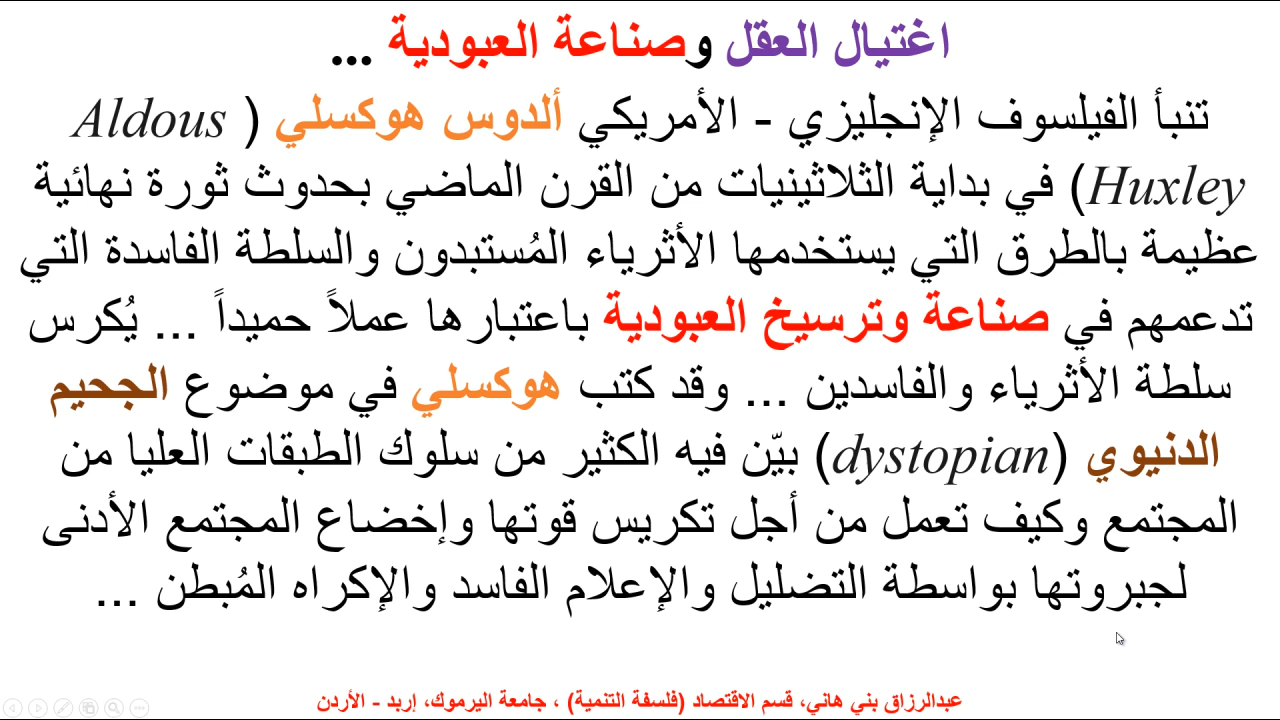 اغتيال العقل وصناعة العبودية ...
تنبأ الفيلسوف الإنجليزي - الأمريكي ألدوس هوكسلي ( Aldous
Huxley) في بداية الثلاثينيات من القرن الماضي بحدوث ثورة نهائية
عظيمة بالطرق التي يستخدمها الأثرياء المُستبدون والسلطة الفاسدة التي
تدعمهم في صناعة وترسيخ العبودية باعتبارها عملاً حميداً ... يُكرس
سلطة الأثرياء والفاسدين ... وقد كتب هوكسلي في موضوع الجحيم
الدنيوي (dystopian) بيّن فيه الكثير من سلوك الطبقات العليا من
المجتمع وكيف تعمل من أجل تكريس قوتها وإخضاع المجتمع الأدنى
لجبروتها بواسطة التضليل والإعلام الفاسد والإكراه المُبطن ...
عبدالرزاق بني هاني، قسم الاقتصاد (فلسفة التنمية) ، جامعة اليرموك، إربد - الأردن